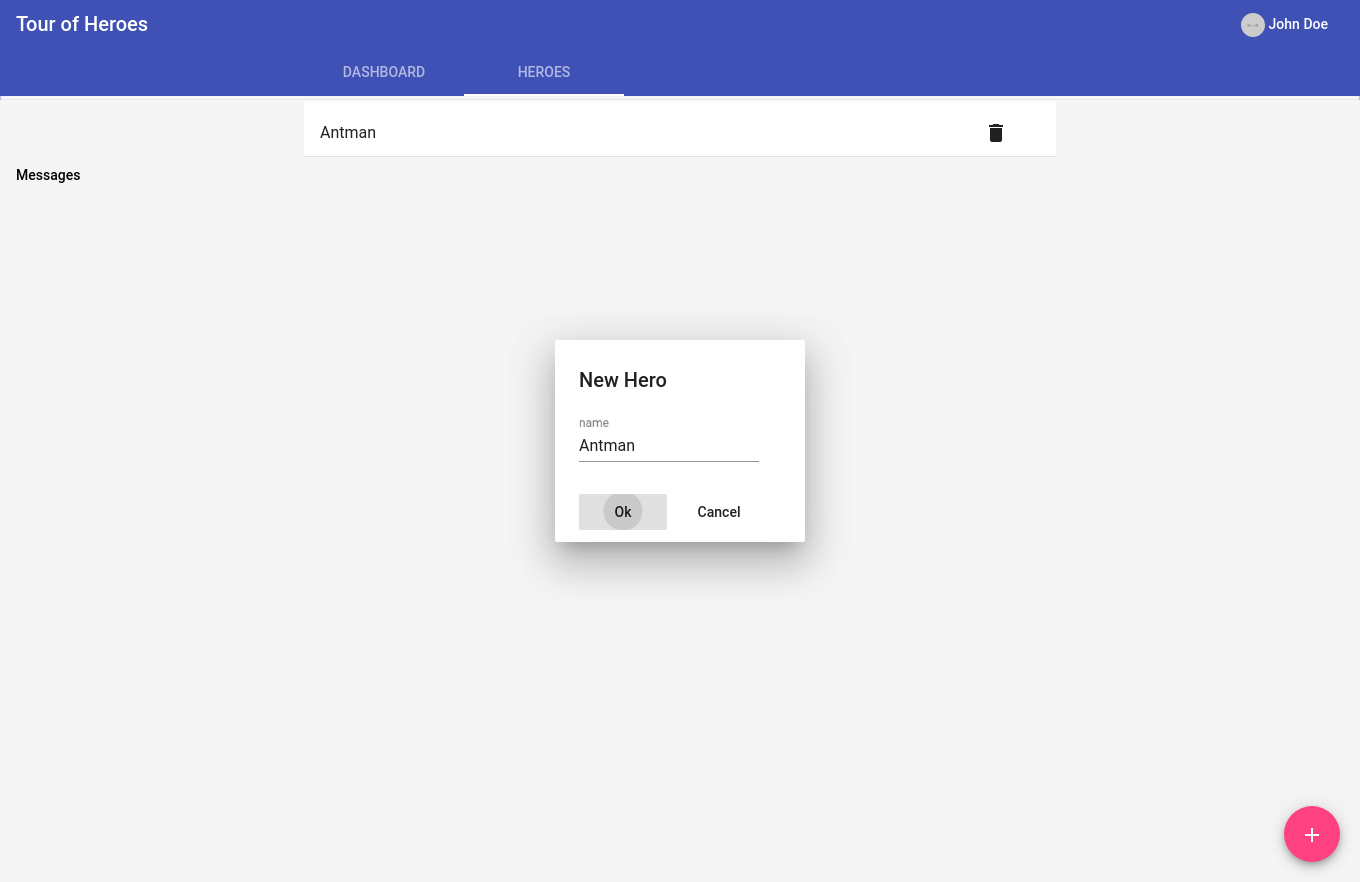 Tour of Heroes
John Doe
DASHBOARD
HEROES
Antman
Messages
New Hero
name
Antman
Ok
Cancel